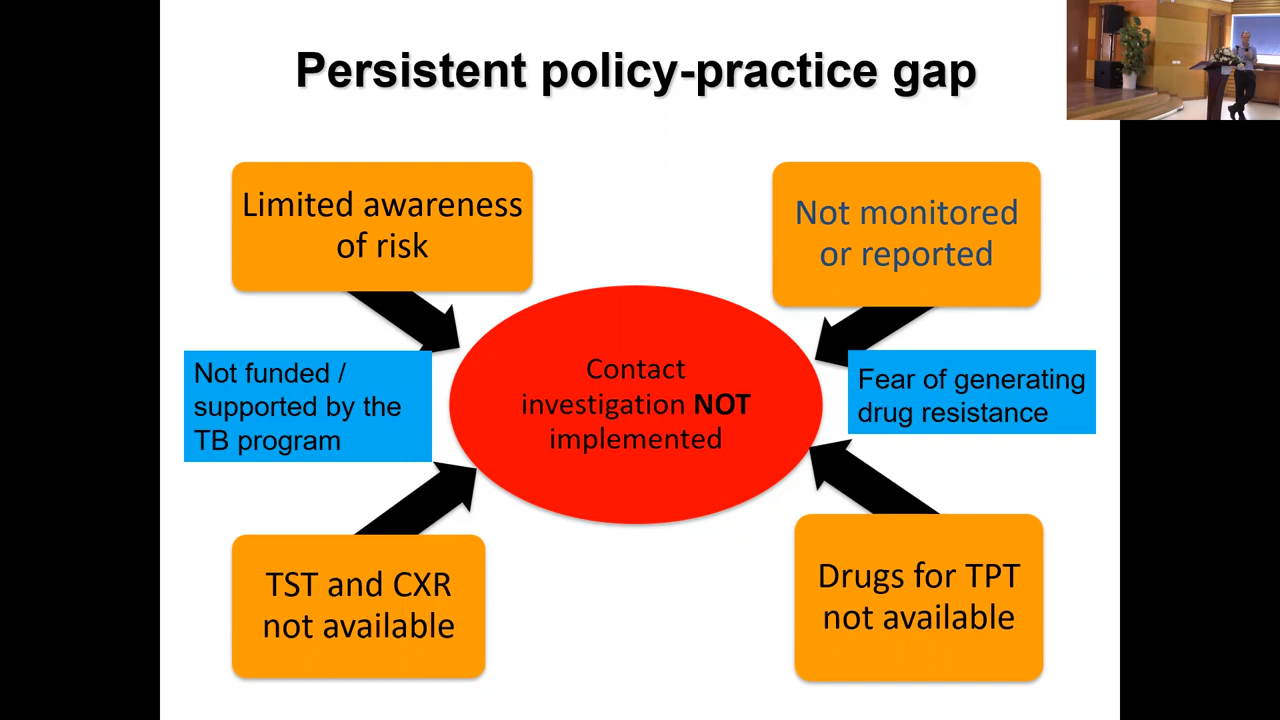 Persistent policy-practice gap
Limited awareness
of risk
Not monitored
or reported
Not funded /
supported by the
TB program
Contact
investigation NOT
implemented
Fear of generating
drug resistance
TST and CXR
not available
Drugs for TPT
not available